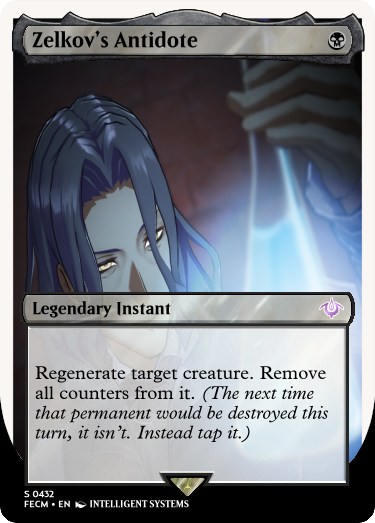 Zelkov's Antidote
Legendary Instant
Regenerate target creature. Remove
all counters from it. (The next time
that permanent would be destroyed this
turn, it isn't. Instead tap it.)
S 0432
FECM • EN INTELLIGENT SYSTEMS